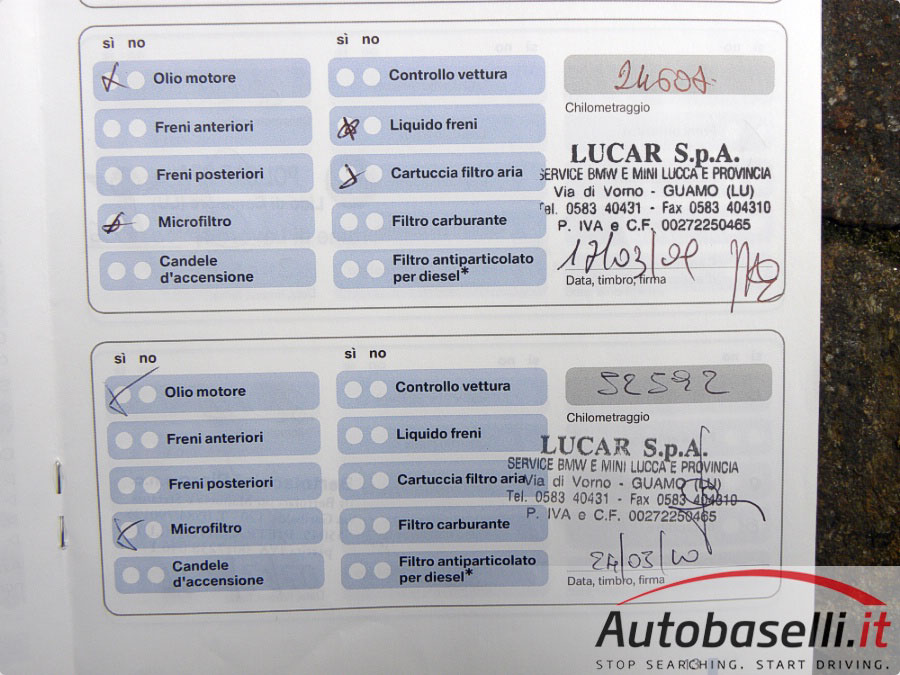 sì no
Olio motore
Freni anteriori
Freni posteriori
Microfiltro
Candele
d'accensione
sì no
Controllo vettura
Liquido freni
Cartuccia filtro aria
Filtro carburante
Filtro antiparticolato
per diesel*
Chilometraggio
LUCAR S.p.A.
SERVICE BMW E MINI LUCCA E PROVINCIA
Via di Vorno - GUAMO (LU)
Tel. 0583 40431 - Fax 0583 404310
P. IVA e C.F. 00272250465
17/03/09
Data, timbro, firma
sì no
Olio motore
Freni anteriori
Freni posteriori
Microfiltro
Candele
d'accensione
sì no
Controllo vettura
Liquido freni
Cartuccia filtro aria
Filtro carburante
Filtro antiparticolato
per diesel*
52592
Chilometraggio
LUCAR S.p.A.
SERVICE BMW E MINI LUCCA E PROVINCIA
Via di Vorno - GUAMO (LU)
Tel. 0583 40431 - Fax 0583 404310
P. IVA e C.F. 00272250465
24/03/10
Data, timbro, firma
Autobaselli.it
13
STOP SEARCHING. START DRIVING.